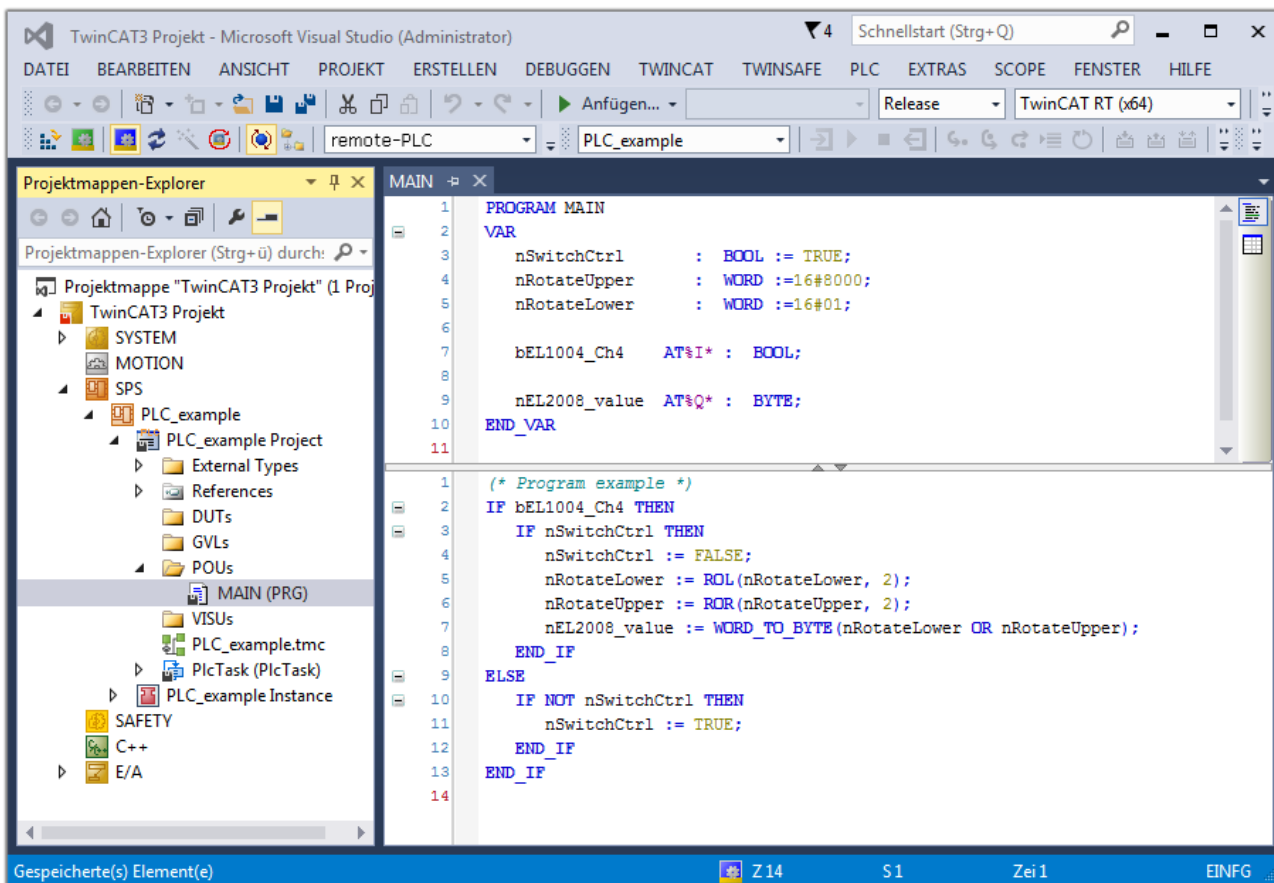 TwinCAT3 Projekt - Microsoft Visual Studio (Administrator)
4
Schnellstart (Strg+Q)
DATEI BEARBEITEN ANSICHT PROJEKT ERSTELLEN DEBUGGEN TWINCAT TWINSAFE PLC EXTRAS SCOPE FENSTER HILFE
Anfügen...
Release
TwinCAT RT (x64)
remote-PLC
PLC_example
Projektmappen-Explorer
Projektmappen-Explorer (Strg+ü) durch:
Projektmappe "TwinCAT3 Projekt" (1 Proj
TwinCAT3 Projekt
SYSTEM
MOTION
SPS
PLC_example
PLC_example Project
External Types
References
DUTs
GVLs
POUs
MAIN (PRG)
VISUs
PLC_example.tmc
PlcTask (PlcTask)
PLC_example Instance
SAFETY
C++
E/A
MAIN
1 PROGRAM MAIN
2 VAR
3 nSwitchCtrl : BOOL := TRUE;
4 nRotateUpper : WORD :=16#8000;
5 nRotateLower : WORD :=16#01;
6
7 bEL1004_Ch4 AT%I* : BOOL;
8
9 nEL2008_value AT%Q* : BYTE;
10 END_VAR
11
1 (* Program example *)
2 IF bEL1004_Ch4 THEN
3 IF nSwitchCtrl THEN
4 nSwitchCtrl := FALSE;
5 nRotateLower := ROL(nRotateLower, 2);
6 nRotateUpper := ROR(nRotateUpper, 2);
7 nEL2008_value := WORD_TO_BYTE(nRotateLower OR nRotateUpper);
8 END_IF
9 ELSE
10 IF NOT nSwitchCtrl THEN
11 nSwitchCtrl := TRUE;
12 END_IF
13 END_IF
14
Gespeicherte(s) Element(e)
Z 14
S 1
Zei 1
EINFG